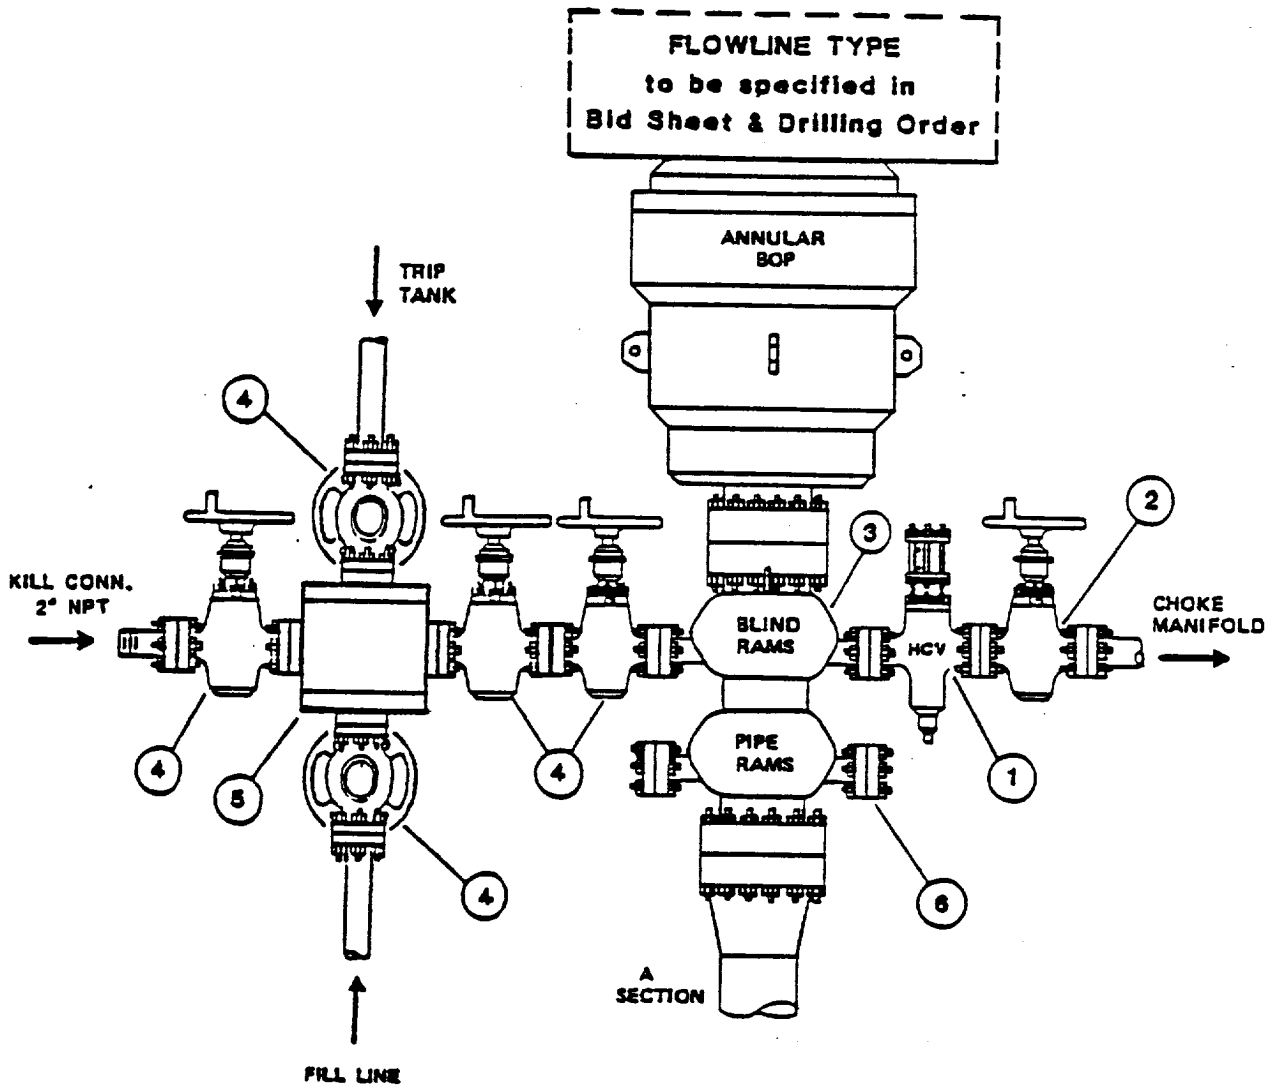 FLOWLINE TYPE
to be specified in
Bid Sheet & Drilling Order
ANNULAR
BOP
TRIP
TANK
4
2
3
KILL CONN.
2" NPT
BLIND
RAMS
HCV
CHOKE
MANIFOLD
PIPE
RAMS
4
5
4
1
4
6
A
SECTION
FILL LINE